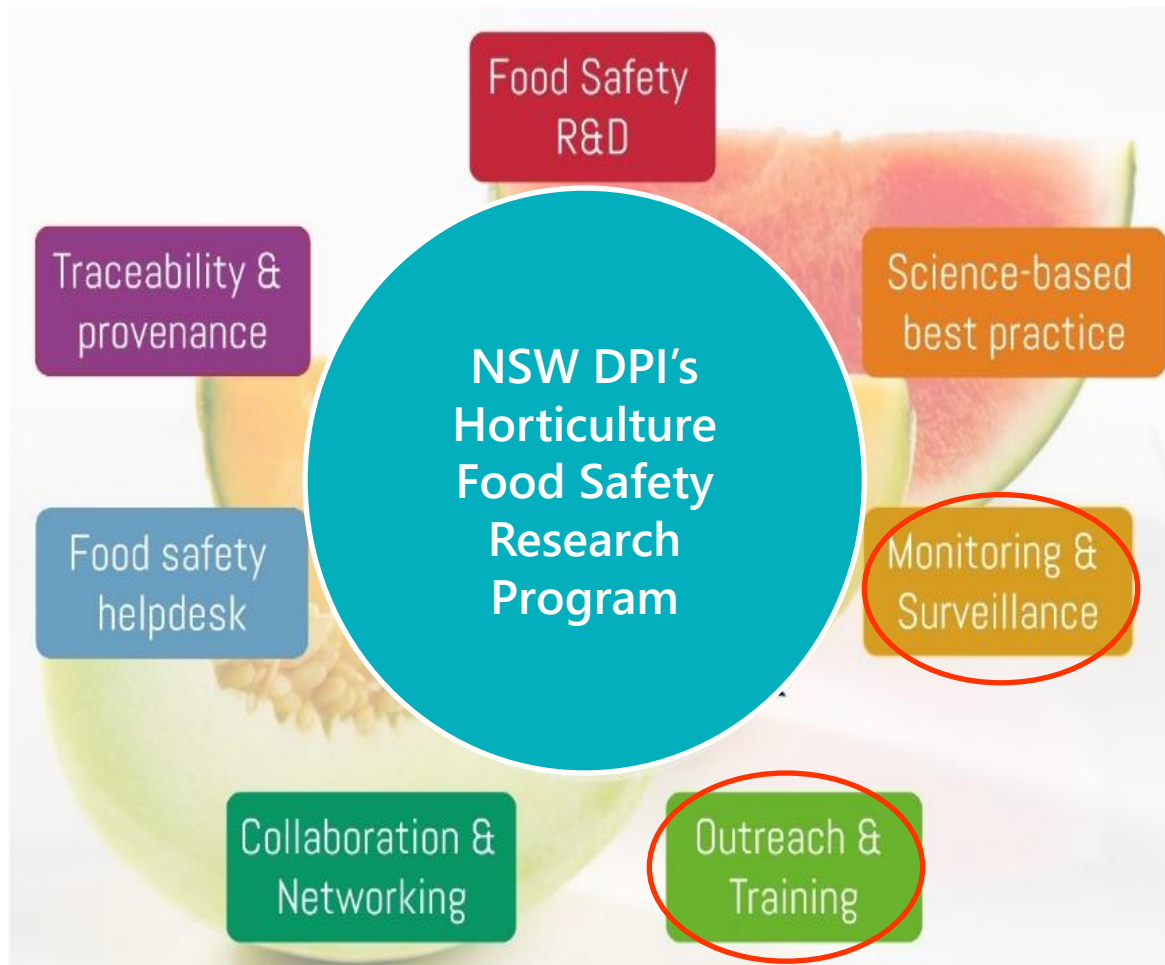 Food Safety
R&D
Traceability &
provenance
Science-based
best practice
NSW DPI’s
Horticulture
Food Safety
Research
Program
Food safety
helpdesk
Monitoring &
Surveillance
Collaboration &
Networking
Outreach &
Training